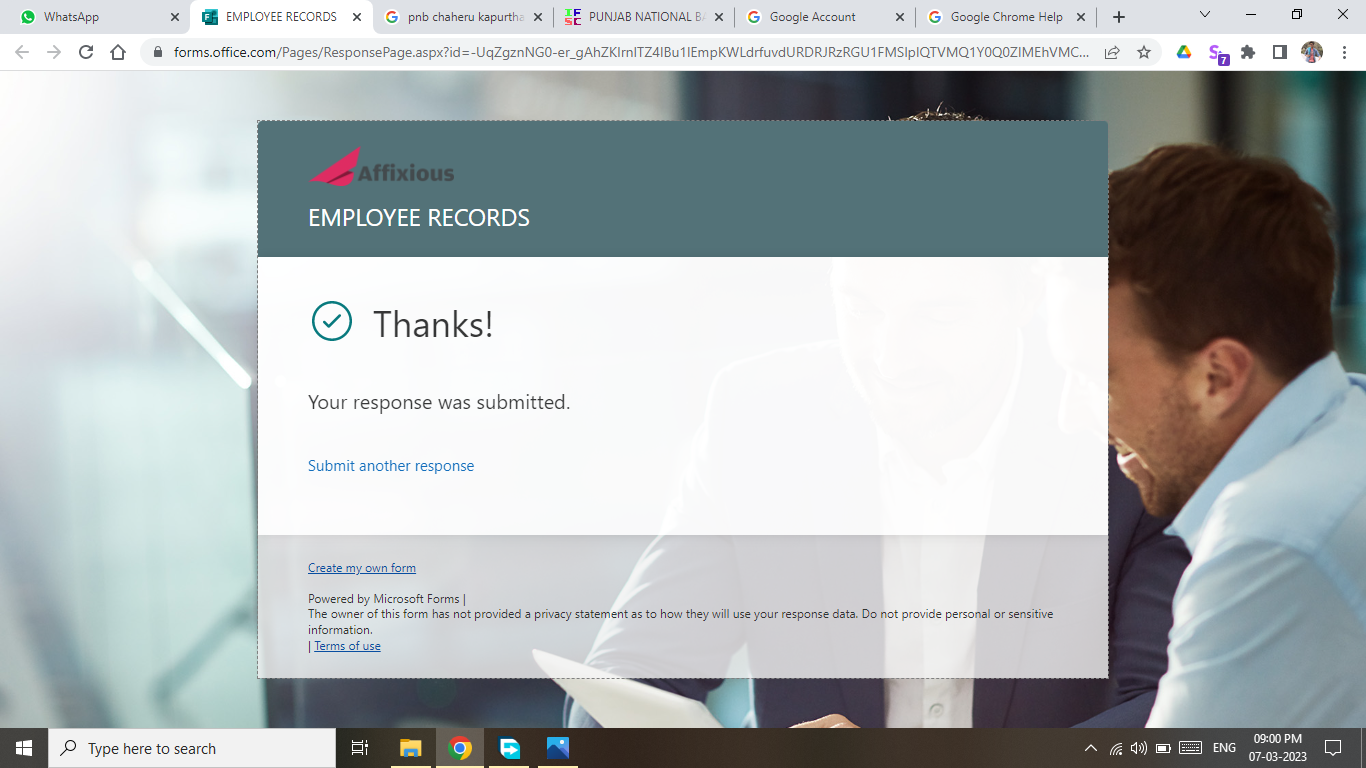 WhatsApp
EMPLOYEE RECORDS
pnb chaheru kapurtha
PUNJAB NATIONAL BA
Google Account
Google Chrome Help
forms.office.com/Pages/ResponsePage.aspx?id=
7
Affixious
EMPLOYEE RECORDS
Thanks!
Your response was submitted.
Submit another response
Create my own form
Powered by Microsoft Forms |
The owner of this form has not provided a privacy statement as to how they will use your response data. Do not provide personal or sensitive
information.
| Terms of use
Type here to search
ENG
09:00 PM
07-03-2023